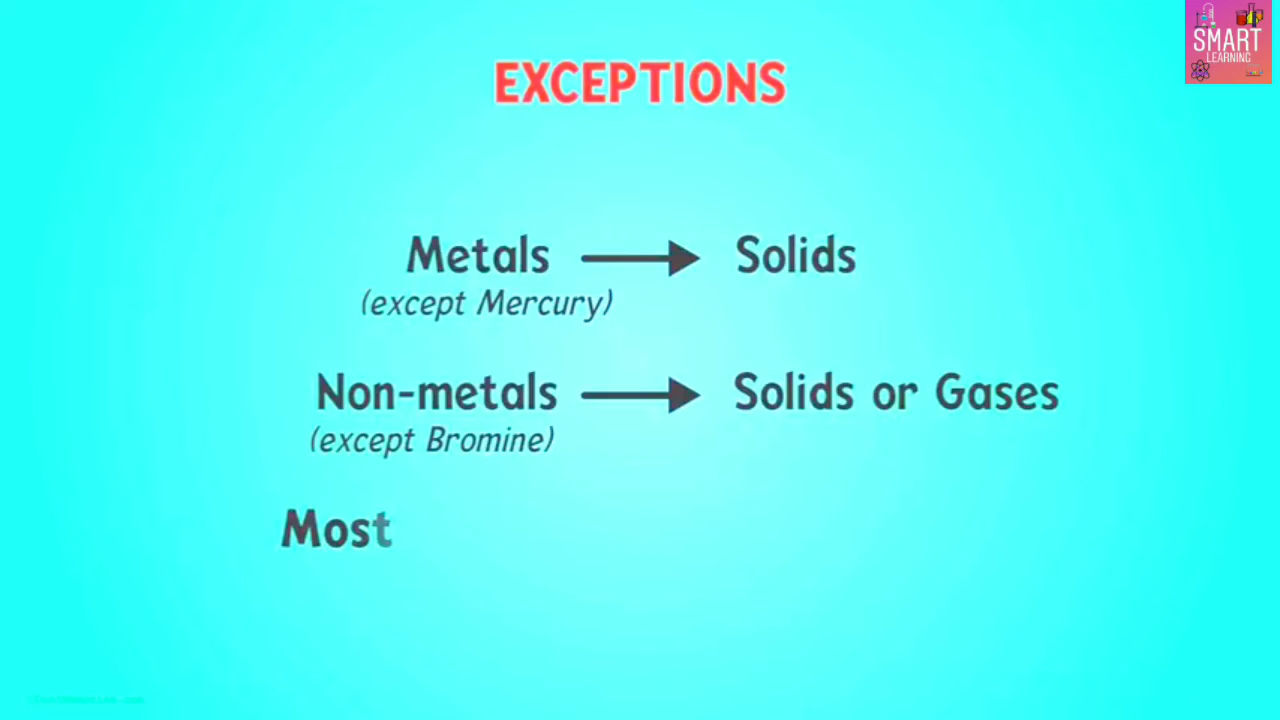 SMART
LEARNING
EXCEPTIONS
Metals → Solids
(except Mercury)
Non-metals → Solids or Gases
(except Bromine)
Most